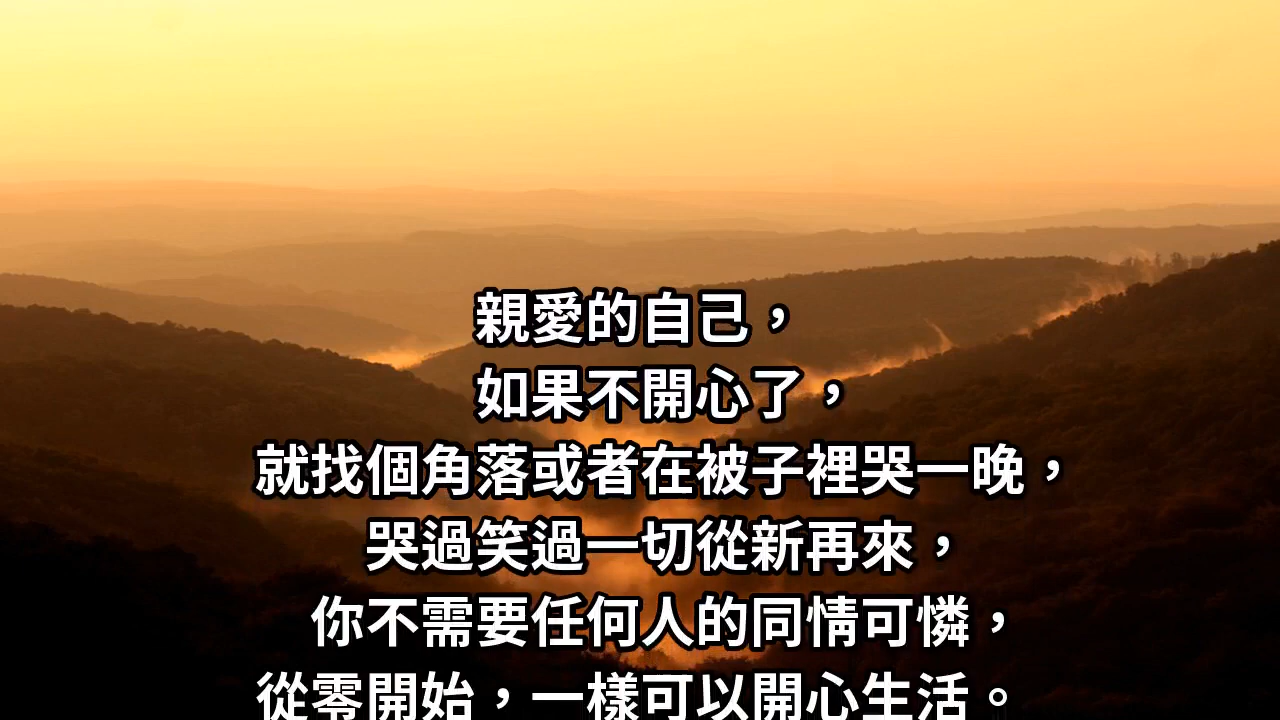 親愛的自己，
如果不開心了，
就找個角落或者在被子裡哭一晚，
哭過笑過一切從新再來，
你不需要任何人的同情可憐，
從零開始，一樣可以開心生活。